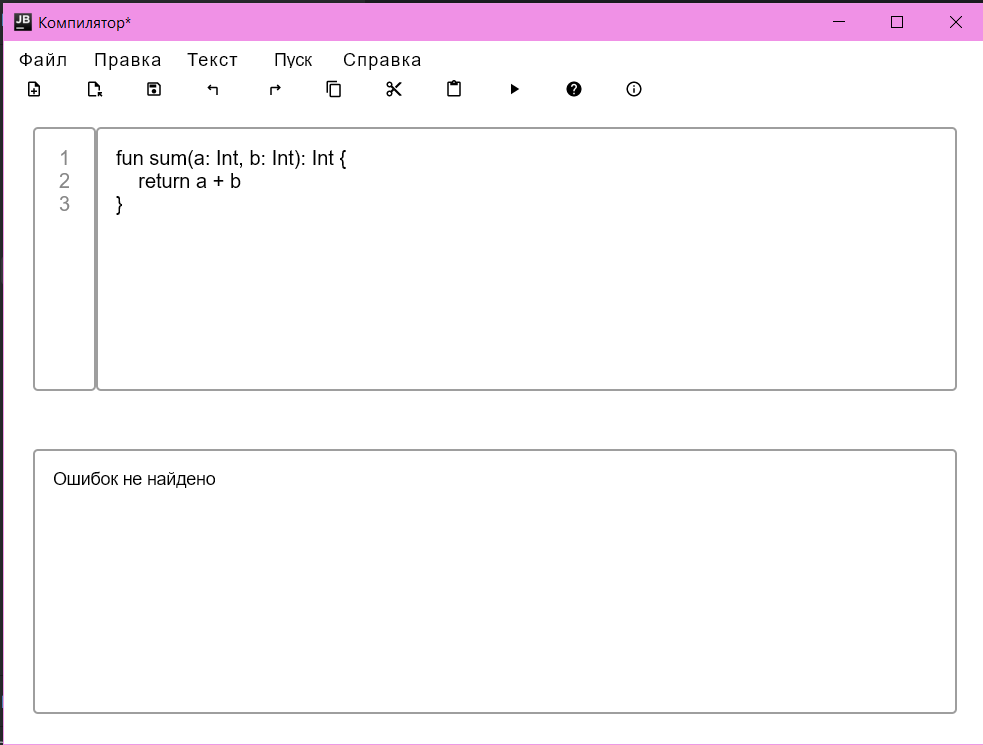 JB Компилятор*
Файл Правка Текст Пуск Справка
1 fun sum(a: Int, b: Int): Int {
2 return a + b
3 }
Ошибок не найдено